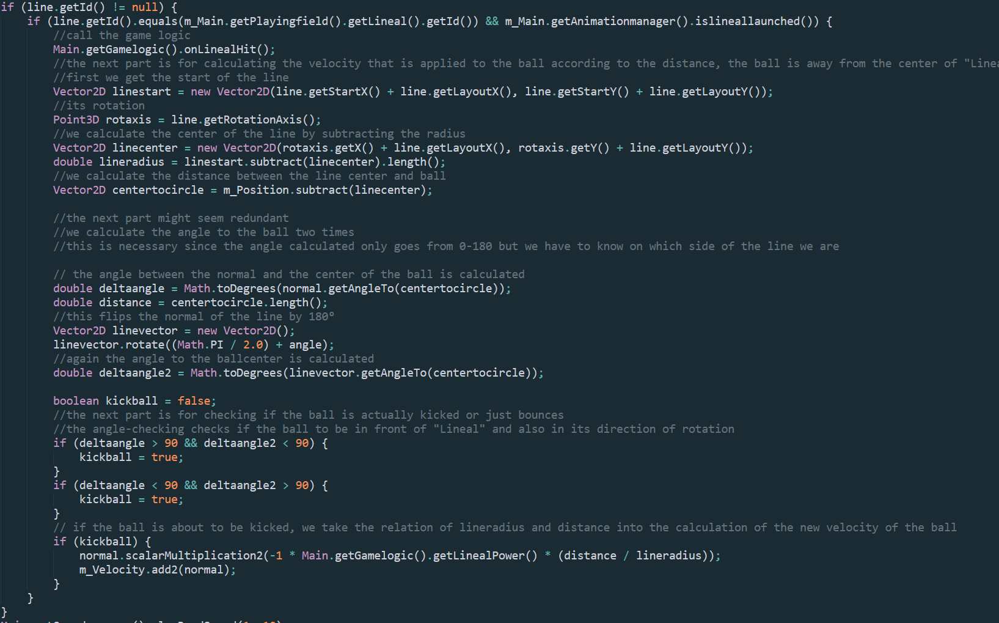 if (line.getId() != null) {
if (line.getId().equals(m_Main.getPlayingfield().getLineal().getId()) && m_Main.getAnimationmanager().islineallaunched()) {
//call the game logic
Main.getGamelogic().onLinealHit();
//the next part is for calculating the velocity that is applied to the ball according to the distance, the ball is away from the center of
//first we get the start of the line
Vector2D linestart = new Vector2D(line.getStartX() + line.getLayoutX(), line.getStartY() + line.getLayoutY());
//its rotation
Point3D rotaxis = line.getRotationAxis();
//we calculate the center of the line by subtracting the radius
Vector2D linecenter = new Vector2D(rotaxis.getX() + line.getLayoutX(), rotaxis.getY() + line.getLayoutY());
double lineradius = linestart.subtract(linecenter).length();
//we calculate the distance between the line center and ball
Vector2D centertocircle = m_Position.subtract(linecenter);
//the next part might seem redundant
//we calculate the angle to the ball two times
//this is necessary since the angle calculated only goes from 0-180 but we have to know on which side of the line we are
// the angle between the normal and the center of the ball is calculated
double deltaangle = Math.toDegrees(normal.getAngleTo(centertocircle));
double distance = centertocircle.length();
//this flips the normal of the line by 180°
Vector2D linevector = new Vector2D();
linevector.rotate((Math.PI / 2.0) + angle);
//again the angle to the ballcenter is calculated
double deltaangle2 = Math.toDegrees(linevector.getAngleTo(centertocircle));
boolean kickball = false;
//the next part is for checking if the ball is actually kicked or just bounces
//the angle-checking checks if the ball to be in front of "Lineal" and also in its direction of rotation
if (deltaangle > 90 && deltaangle2 < 90) {
kickball = true;
}
if (deltaangle < 90 && deltaangle2 > 90) {
kickball = true;
}
// if the ball is about to be kicked, we take the relation of lineradius and distance into the calculation of the new velocity of the ball
if (kickball) {
normal.scalarMultiplication2(-1 * Main.getGamelogic().getLinealPower() * (distance / lineradius));
m_Velocity.add2(normal);
}
}
}